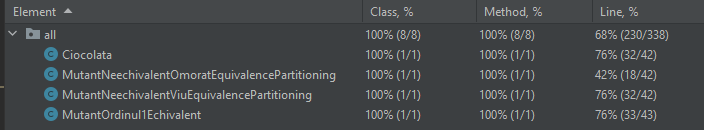 Element Class, % Method, % Line, %
all 100% (8/8) 100% (8/8) 68% (230/338)
Ciocolata 100% (1/1) 100% (1/1) 76% (32/42)
MutantNeechivalentOmoratEquivalencePartitioning 100% (1/1) 100% (1/1) 42% (18/42)
MutantNeechivalentViuEquivalencePartitioning 100% (1/1) 100% (1/1) 76% (32/42)
MutantOrdinul1Echivalent 100% (1/1) 100% (1/1) 76% (33/43)